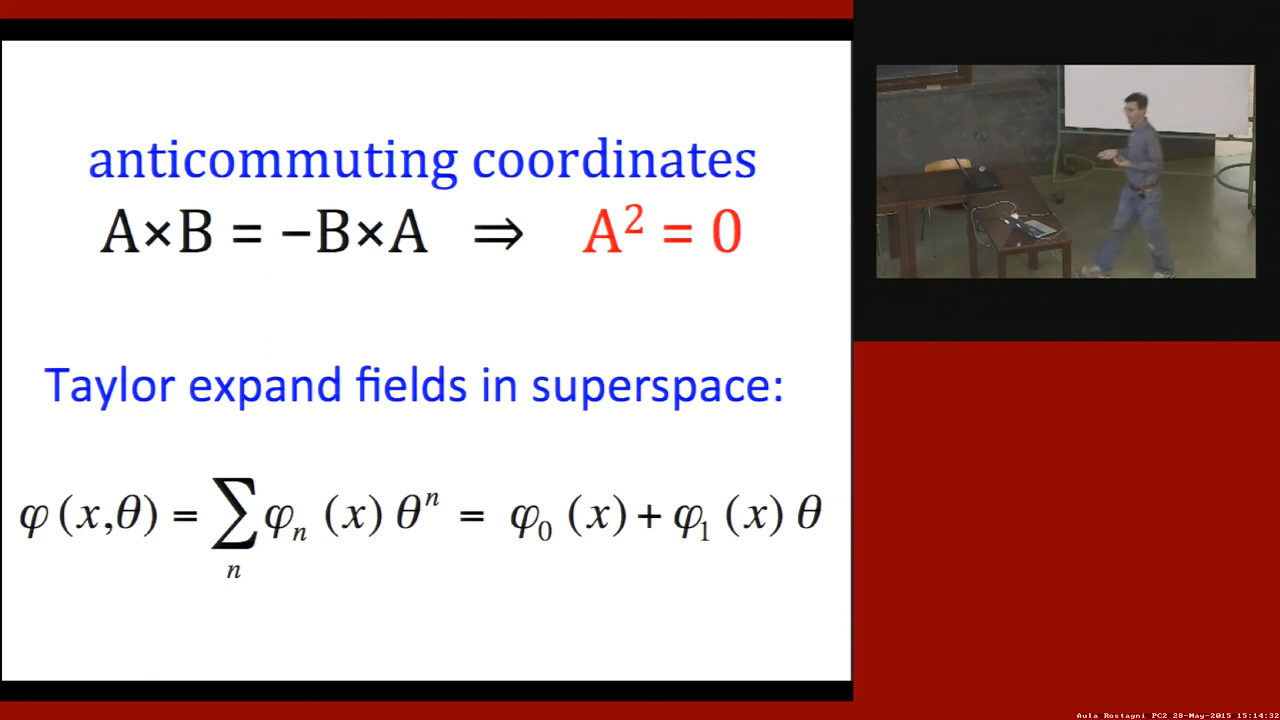 anticommuting coordinates
A×B = −B×A ⇒ A² = 0
Taylor expand fields in superspace:
φ(x,θ) = ∑ₙ φₙ (x) θⁿ = φ₀ (x) + φ₁ (x) θ
Aula Rostagni PC2 28-May-2015 15:14:32